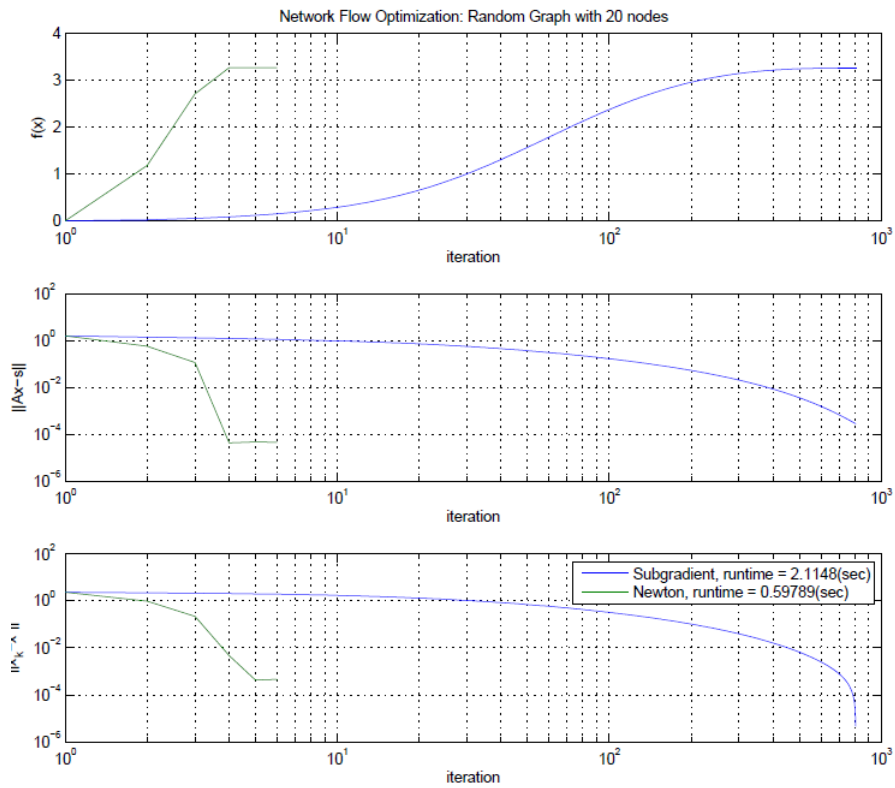 Network Flow Optimization: Random Graph with 20 nodes
4
3
2
1
0
f(x)
10^0 10^1 10^2 10^3
iteration
10^2
10^0
10^-2
10^-4
10^-6
||Ax−s||
10^0 10^1 10^2 10^3
iteration
10^2
10^0
10^-2
10^-4
10^-6
Subgradient, runtime = 2.1148(sec)
Newton, runtime = 0.59789(sec)
10^0 10^1 10^2 10^3
iteration